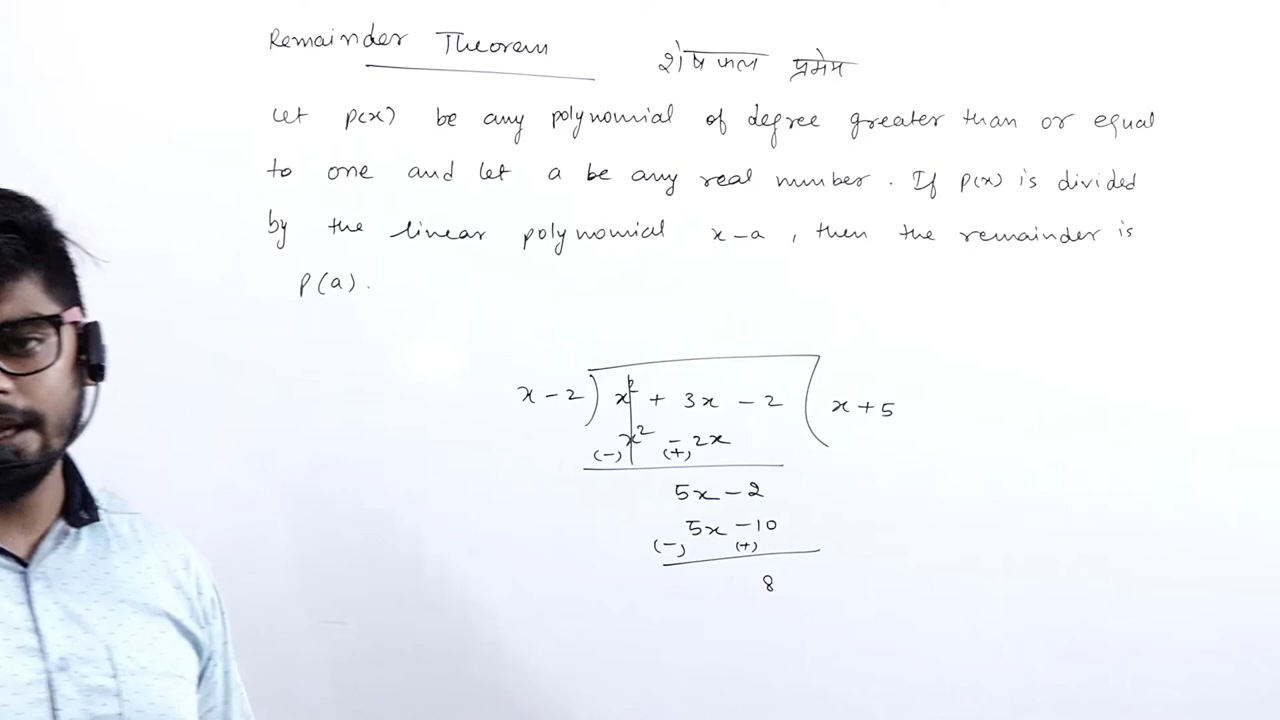 Remainder Theorem शेषफल प्रमेय
Let p(x) be any polynomial of degree greater than or equal
to one and let a be any real number. If p(x) is divided
by the linear polynomial x-a, then the remainder is
P(a).
x - 2 ) x² + 3x - 2 ( x + 5
(-) x² - 2x (+)
5x - 2
5x - 10
(-) (+)
8